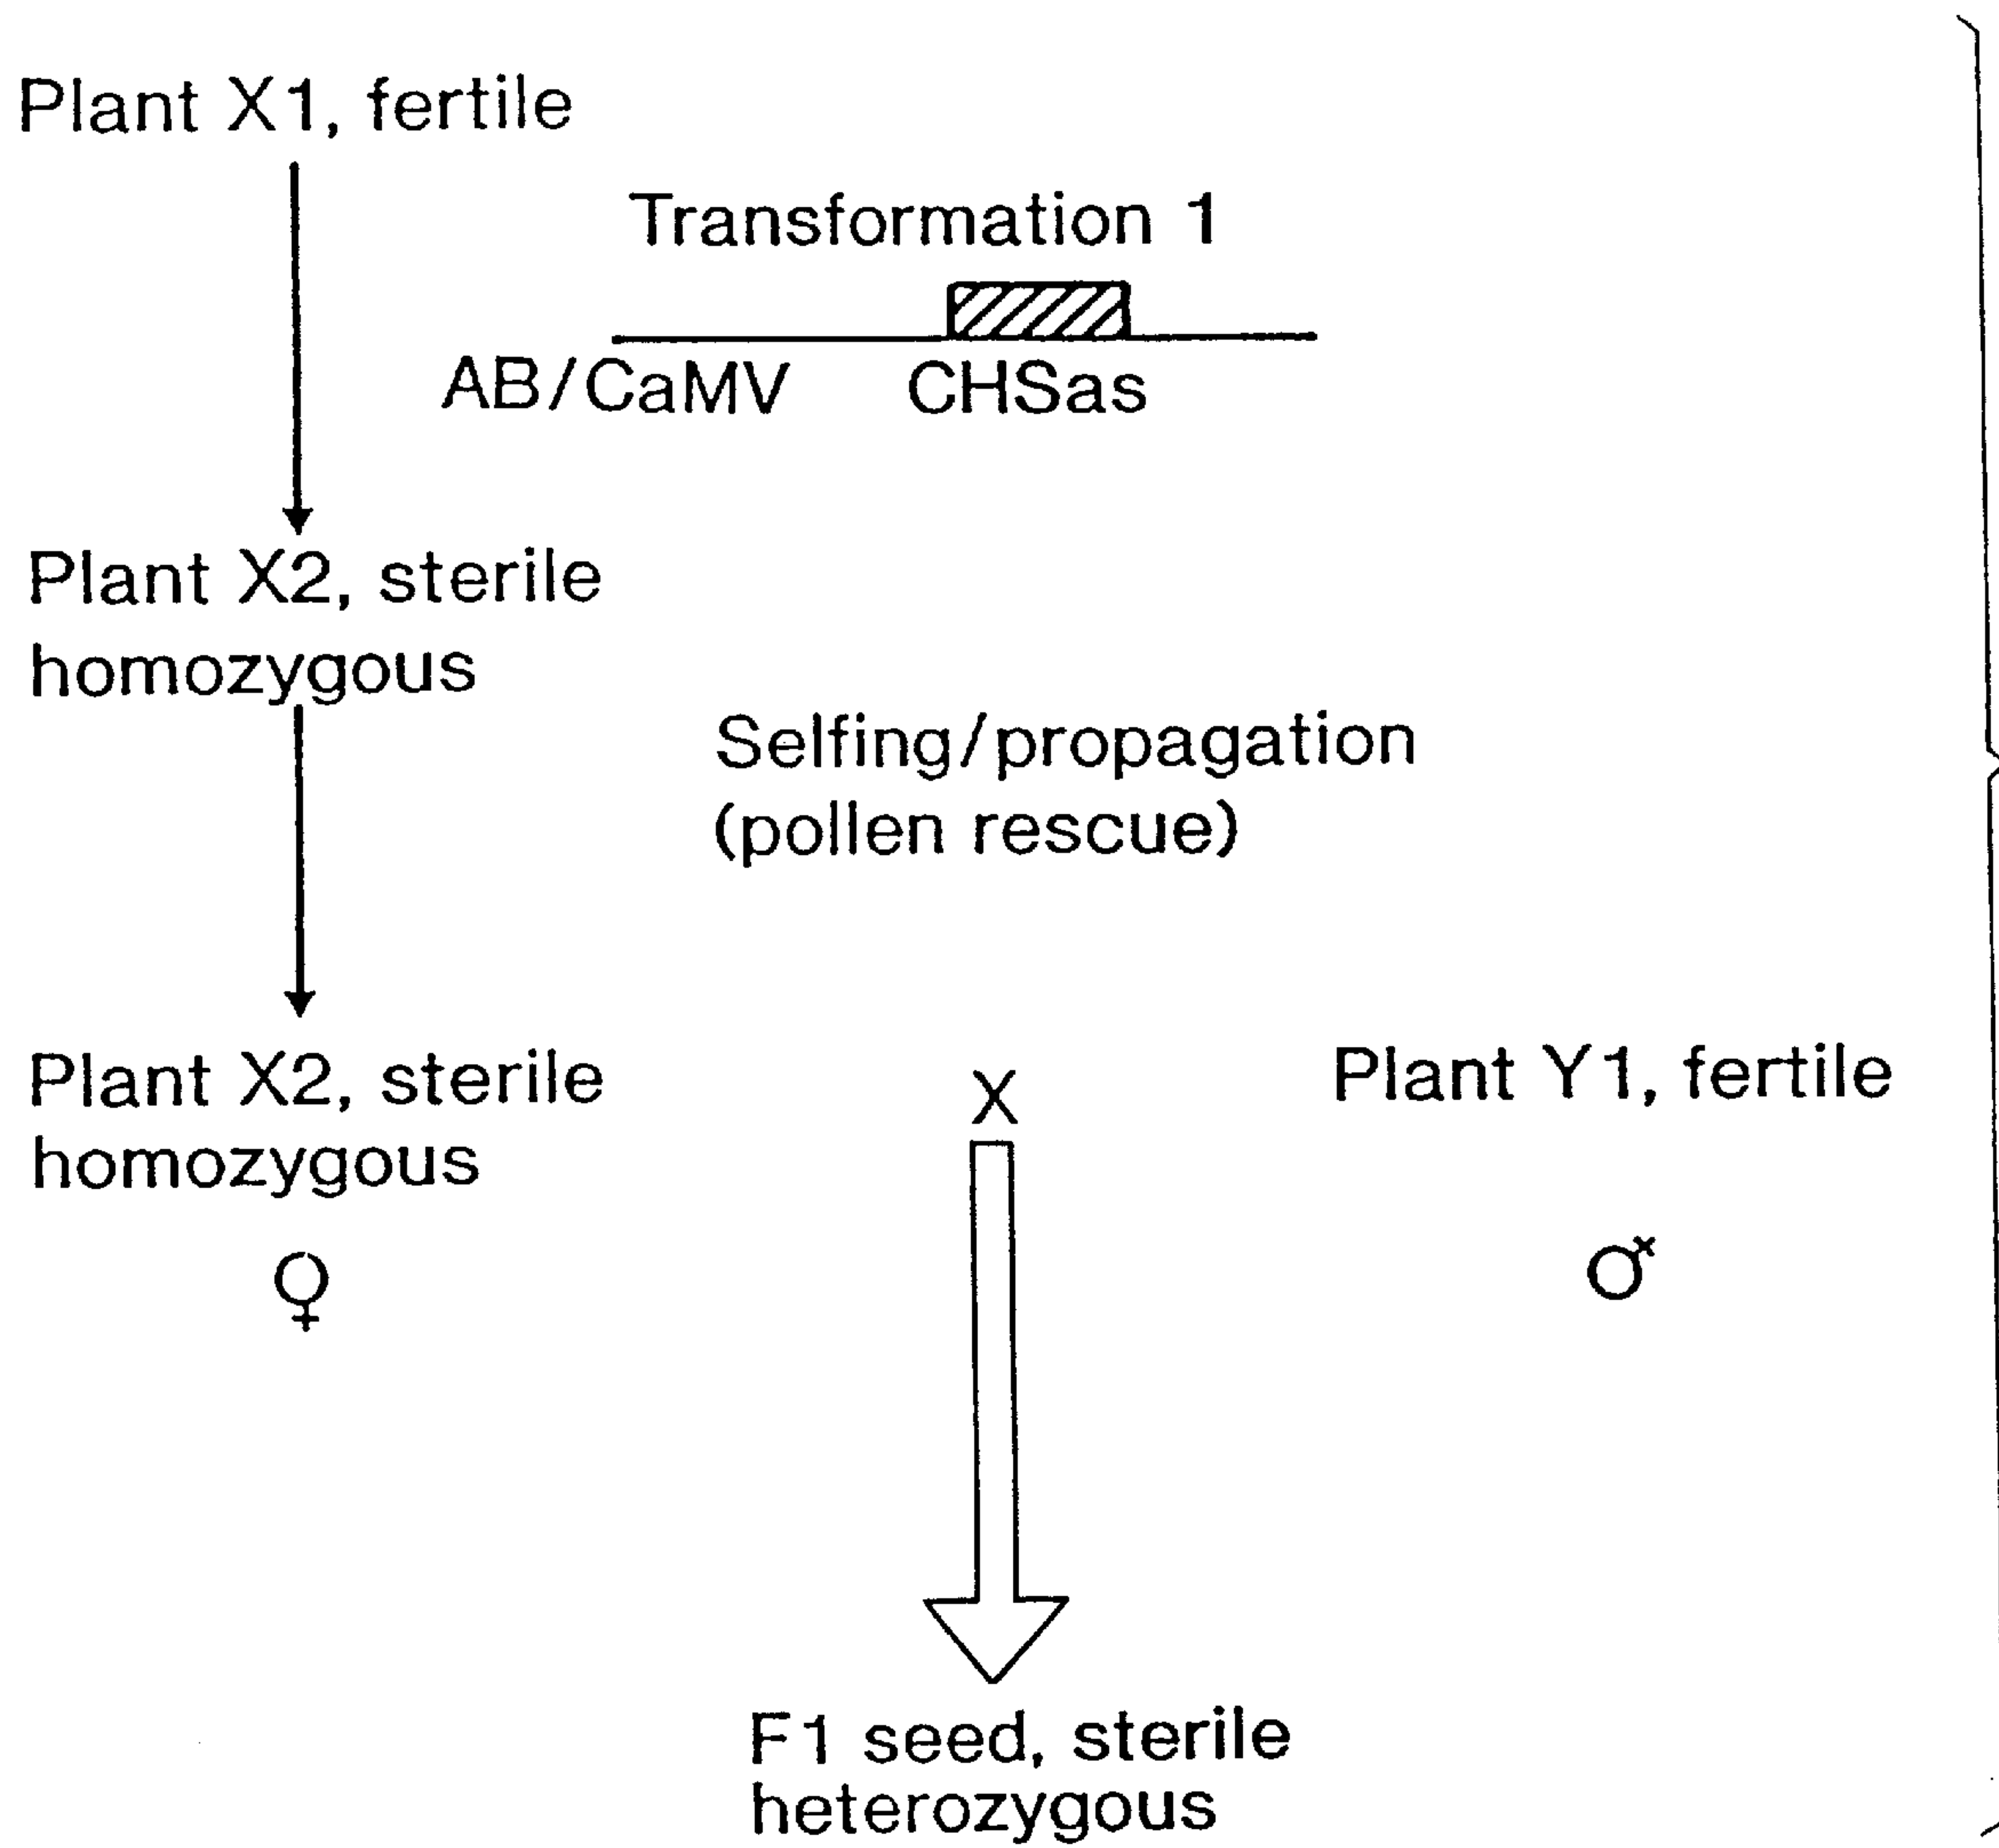 Plant X1, fertile
Transformation 1
AB/CaMV CHSas
Plant X2, sterile
homozygous
Selfing/propagation
(pollen rescue)
Plant X2, sterile X Plant Y1, fertile
homozygous
♀ ♂
F1 seed, sterile
heterozygous